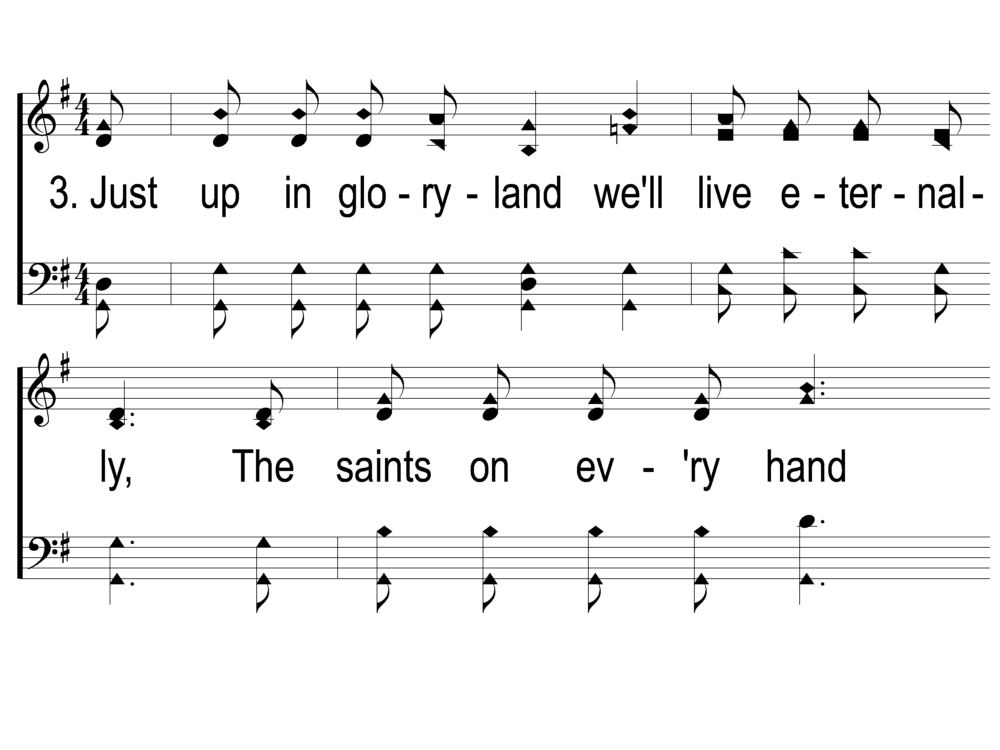 3. Just up in glo - ry - land we'll live e - ter - nal -
ly, The saints on ev - 'ry hand